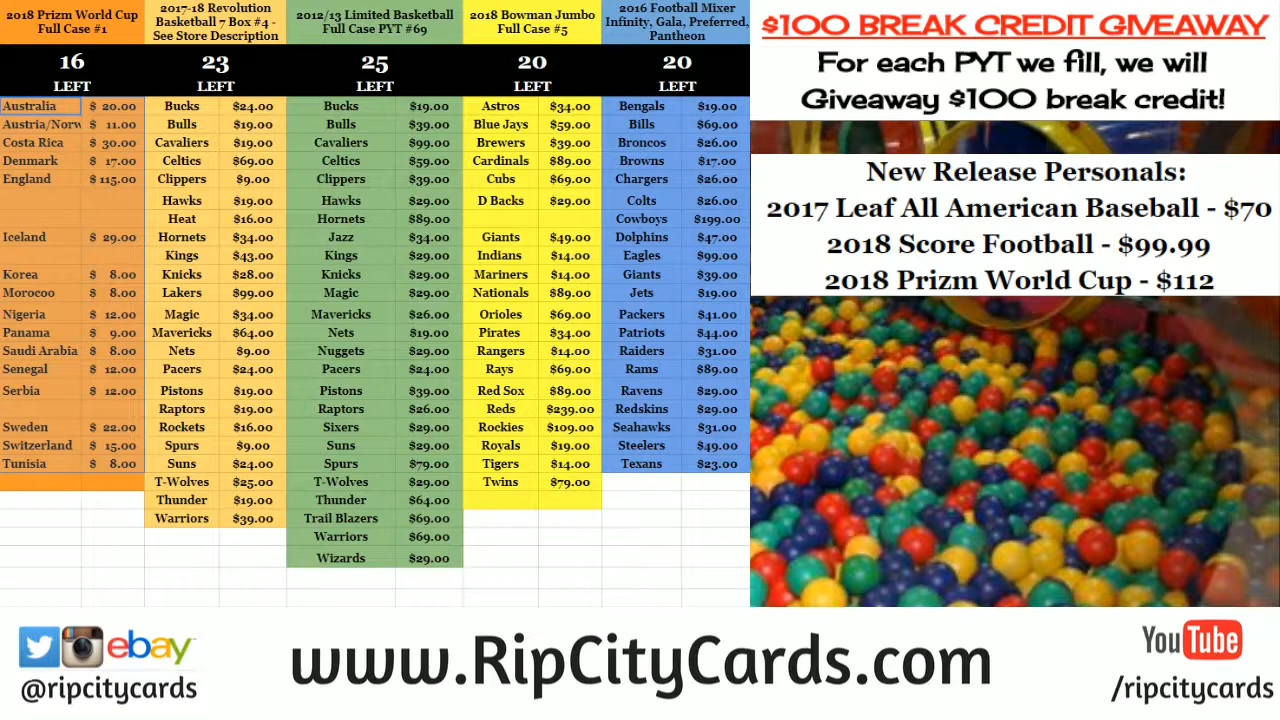 2018 Prizm World Cup
Full Case #1
16
LEFT
Australia $ 20.00
Austria/Norw $ 11.00
Costa Rica $ 30.00
Denmark $ 17.00
England $ 115.00
Iceland $ 29.00
Korea $ 8.00
Morocoo $ 8.00
Nigeria $ 12.00
Panama $ 9.00
Saudi Arabia $ 8.00
Senegal $ 12.00
Serbia $ 12.00
Sweden $ 22.00
Switzerland $ 15.00
Tunisia $ 8.00
2017-18 Revolution
Basketball 7 Box #4 -
See Store Description
23
LEFT
Bucks $24.00
Bulls $19.00
Cavaliers $19.00
Celtics $69.00
Clippers $9.00
Hawks $19.00
Heat $16.00
Hornets $34.00
Kings $43.00
Knicks $28.00
Lakers $99.00
Magic $34.00
Mavericks $64.00
Nets $9.00
Pacers $24.00
Pistons $19.00
Raptors $19.00
Rockets $16.00
Spurs $9.00
Suns $24.00
T-Wolves $25.00
Thunder $19.00
Warriors $39.00
2012/13 Limited Basketball
Full Case PYT #69
25
LEFT
Bucks $19.00
Bulls $39.00
Cavaliers $99.00
Celtics $59.00
Clippers $39.00
Hawks $29.00
Hornets $89.00
Jazz $34.00
Kings $29.00
Knicks $29.00
Magic $29.00
Mavericks $26.00
Nets $19.00
Nuggets $29.00
Pacers $24.00
Pistons $39.00
Raptors $26.00
Sixers $29.00
Suns $29.00
Spurs $79.00
T-Wolves $29.00
Thunder $64.00
Trail Blazers $69.00
Warriors $69.00
Wizards $29.00
2018 Bowman Jumbo
Full Case #5
20
LEFT
Astros $34.00
Blue Jays $59.00
Brewers $39.00
Cardinals $89.00
Cubs $69.00
D Backs $29.00
Giants $49.00
Indians $14.00
Mariners $14.00
Nationals $89.00
Orioles $69.00
Pirates $34.00
Rangers $14.00
Rays $69.00
Red Sox $89.00
Reds $239.00
Rockies $109.00
Royals $19.00
Tigers $14.00
Twins $79.00
2016 Football Mixer
Infinity, Gala, Preferred,
Pantheon
20
LEFT
Bengals $19.00
Bills $69.00
Broncos $26.00
Browns $17.00
Chargers $26.00
Colts $26.00
Cowboys $199.00
Dolphins $47.00
Eagles $99.00
Giants $39.00
Jets $19.00
Packers $41.00
Patriots $44.00
Raiders $31.00
Rams $89.00
Ravens $29.00
Redskins $29.00
Seahawks $31.00
Steelers $49.00
Texans $23.00
$100 BREAK CREDIT GIVEAWAY
For each PYT we fill, we will
Giveaway $100 break credit!
New Release Personals:
2017 Leaf All American Baseball - $70
2018 Score Football - $99.99
2018 Prizm World Cup - $112
ebay
@ripcitycards
www.RipCityCards.com
YouTube
/ripcitycards